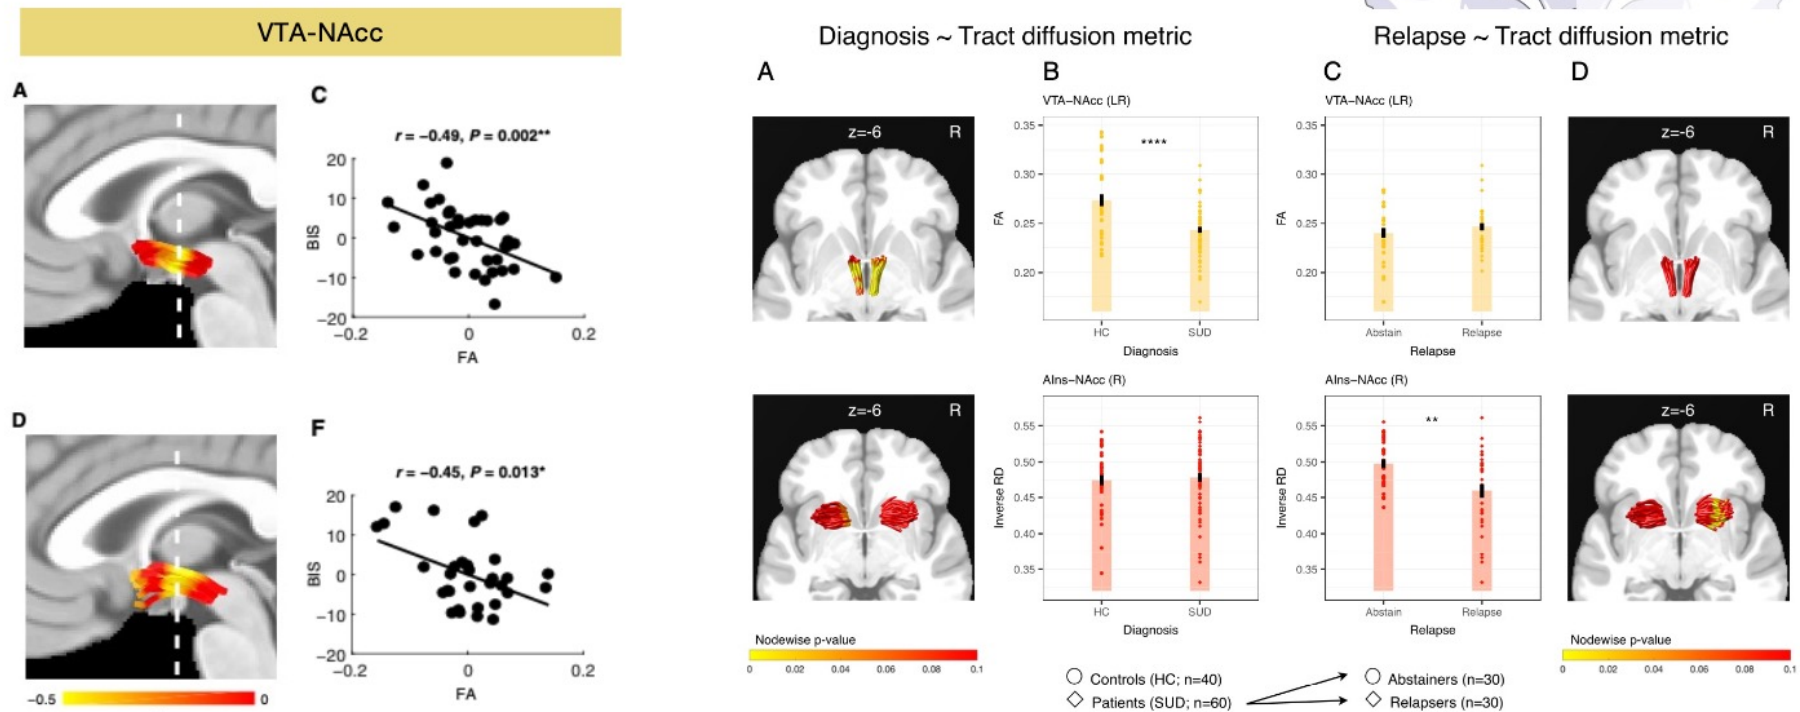 VTA-NAcc
A
C
r = −0.49, P = 0.002**
20
10
0
−10
−20
BIS
−0.2
0
0.2
FA
D
F
r = −0.45, P = 0.013*
20
10
0
−10
−20
BIS
−0.2
0
0.2
FA
−0.5
0
Diagnosis ~ Tract diffusion metric
Relapse ~ Tract diffusion metric
A
B
C
D
z=-6
R
VTA−NAcc (LR)
0.35
0.30
0.25
0.20
FA
****
HC
SUD
Diagnosis
VTA−NAcc (LR)
0.35
0.30
0.25
0.20
FA
Abstain
Relapse
Relapse
z=-6
R
z=-6
R
AIns−NAcc (R)
0.55
0.50
0.45
0.40
0.35
Inverse RD
HC
SUD
Diagnosis
AIns−NAcc (R)
0.55
0.50
0.45
0.40
0.35
Inverse RD
**
Abstain
Relapse
Relapse
z=-6
R
Nodewise p-value
0
0.02
0.04
0.06
0.08
0.1
Controls (HC; n=40)
Patients (SUD; n=60)
Abstainers (n=30)
Relapsers (n=30)
Nodewise p-value
0
0.02
0.04
0.06
0.08
0.1